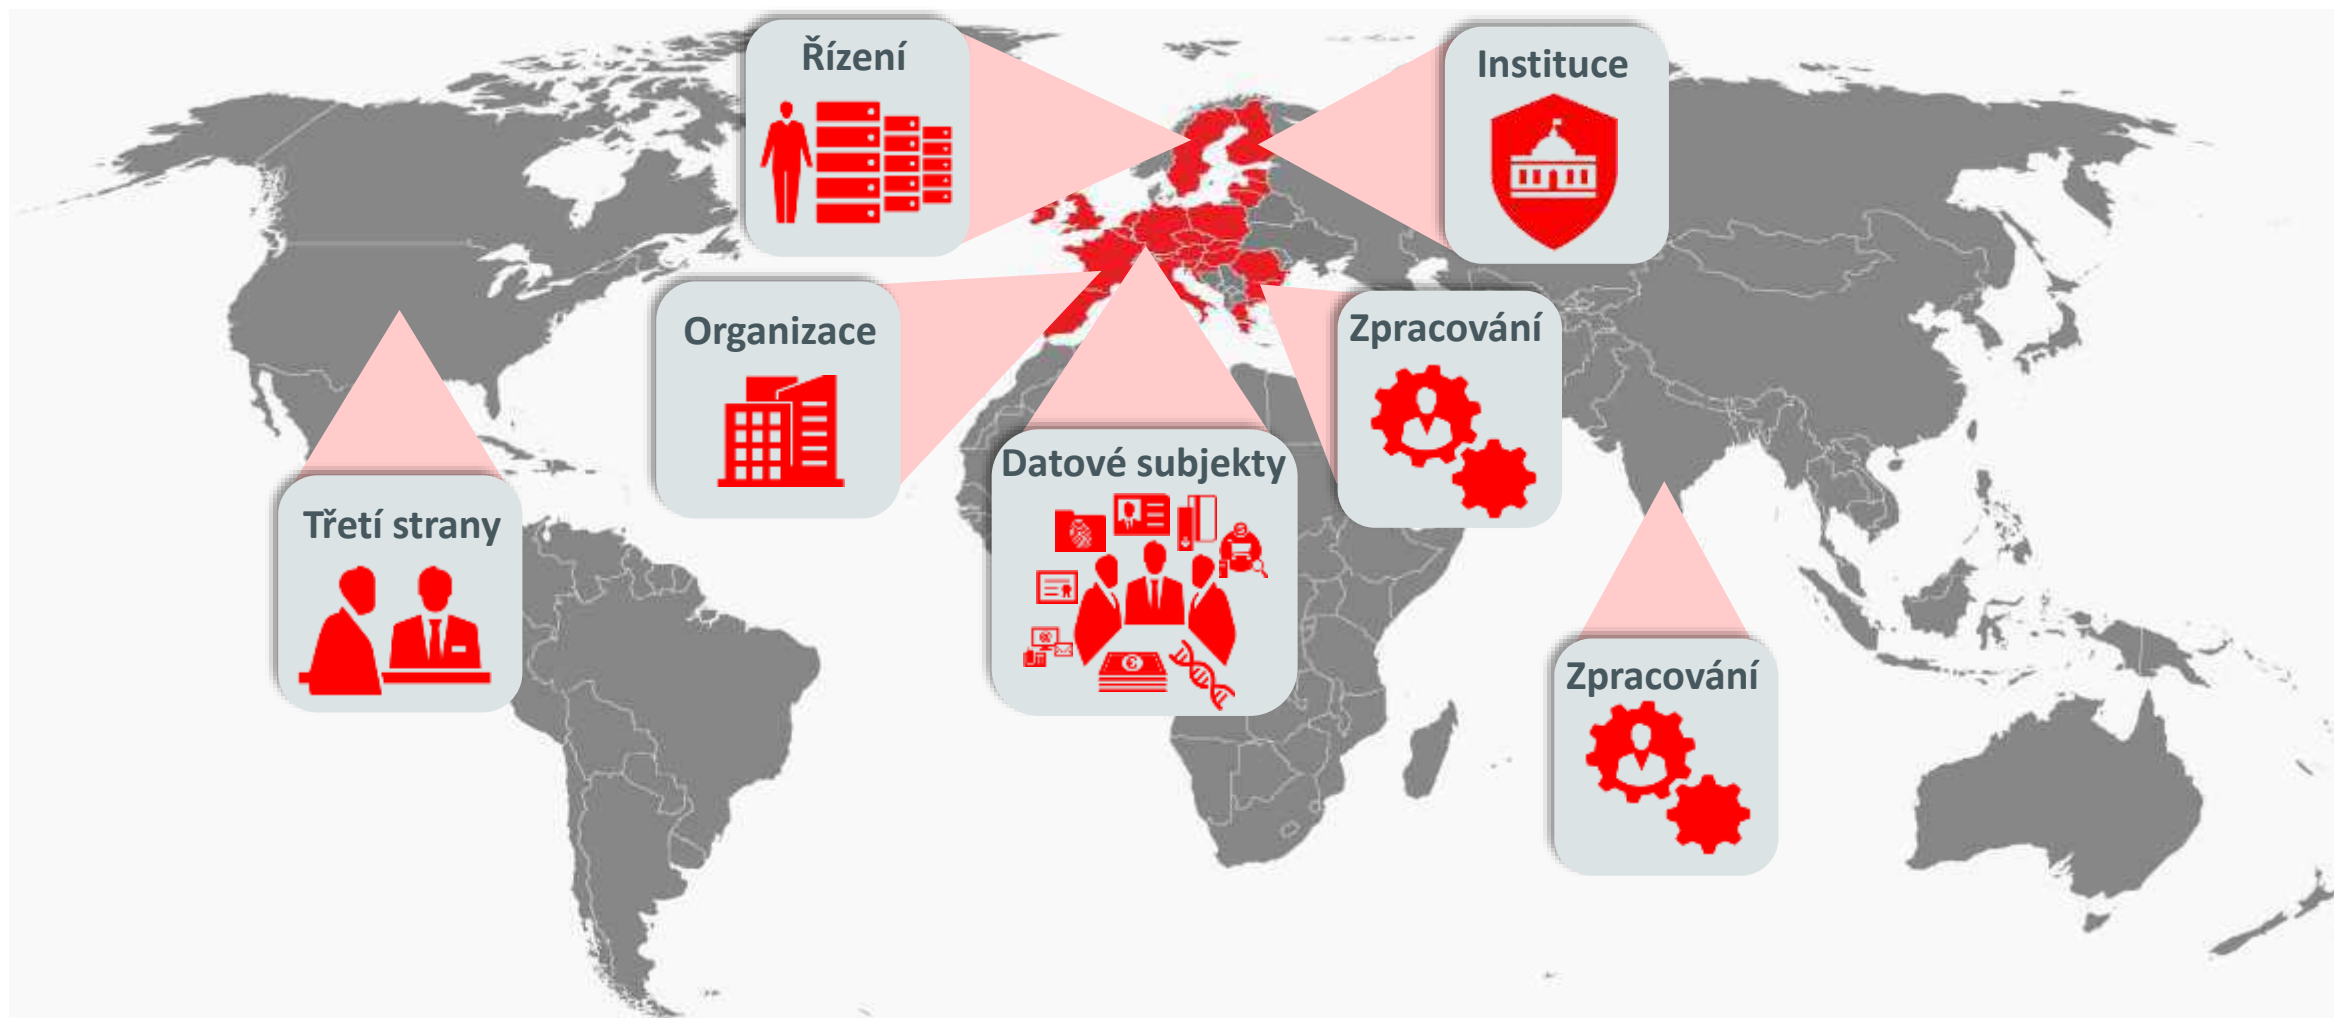 Řízení
Instituce
Organizace
Zpracování
Datové subjekty
Třetí strany
Zpracování